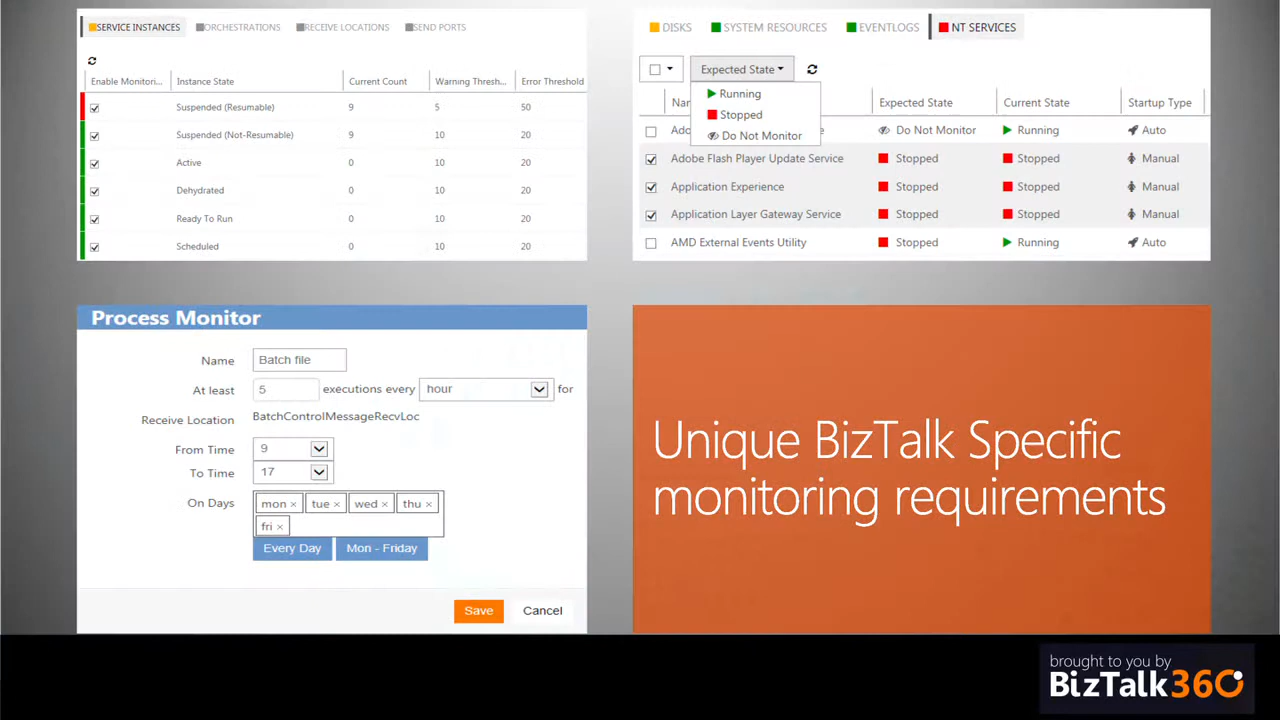 SERVICE INSTANCES ORCHESTRATIONS RECEIVE LOCATIONS SEND PORTS
Enable Monitori... Instance State Current Count Warning Thresh... Error Threshold
Suspended (Resumable) 9 5 50
Suspended (Not-Resumable) 9 10 20
Active 0 10 20
Dehydrated 0 10 20
Ready To Run 0 10 20
Scheduled 0 10 20
DISKS SYSTEM RESOURCES EVENTLOGS NT SERVICES
Expected State
Running
Stopped
Do Not Monitor
Expected State Current State Startup Type
Do Not Monitor Running Auto
Adobe Flash Player Update Service Stopped Stopped Manual
Application Experience Stopped Stopped Manual
Application Layer Gateway Service Stopped Stopped Manual
AMD External Events Utility Stopped Running Auto
Process Monitor
Name Batch file
At least 5 executions every hour for
Receive Location BatchControlMessageRecvLoc
From Time 9
To Time 17
On Days mon × tue × wed × thu ×
fri ×
Every Day Mon - Friday
Save Cancel
Unique BizTalk Specific
monitoring requirements
brought to you by
BizTalk360